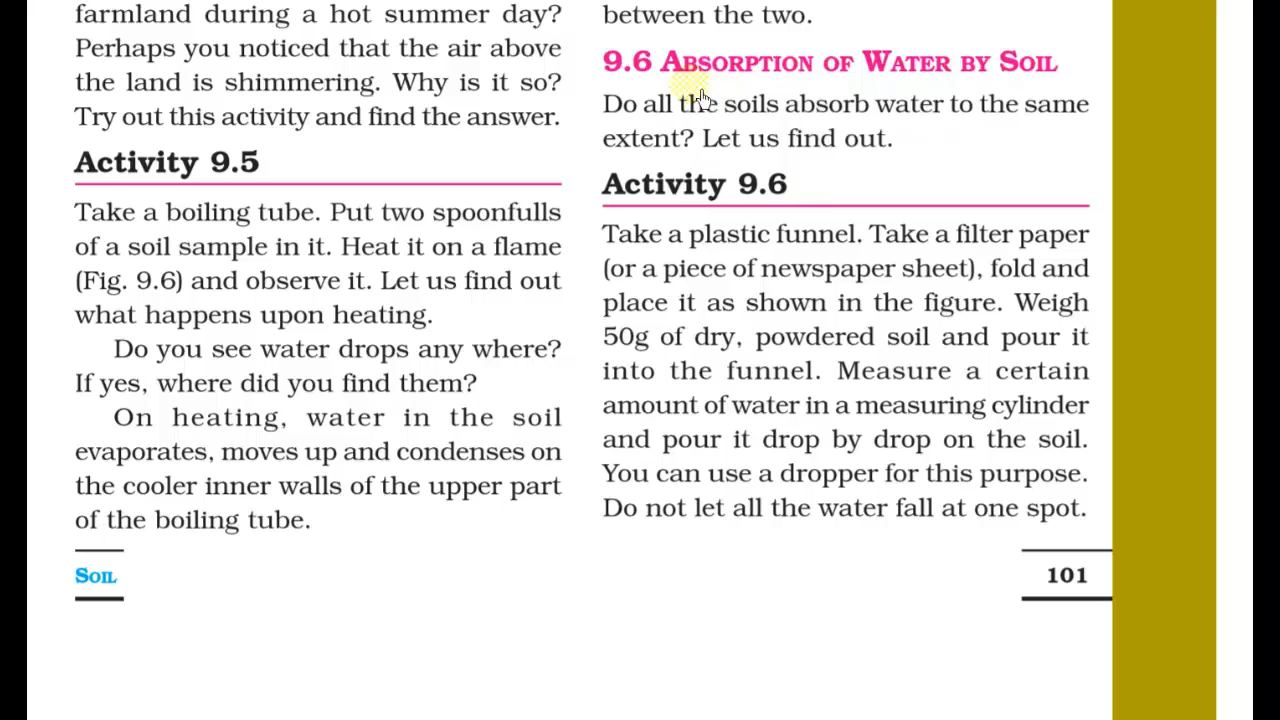 farmland during a hot summer day?
Perhaps you noticed that the air above
the land is shimmering. Why is it so?
Try out this activity and find the answer.
Activity 9.5
Take a boiling tube. Put two spoonfulls
of a soil sample in it. Heat it on a flame
(Fig. 9.6) and observe it. Let us find out
what happens upon heating.
Do you see water drops any where?
If yes, where did you find them?
On heating, water in the soil
evaporates, moves up and condenses on
the cooler inner walls of the upper part
of the boiling tube.
between the two.
9.6 ABSORPTION OF WATER BY SOIL
Do all the soils absorb water to the same
extent? Let us find out.
Activity 9.6
Take a plastic funnel. Take a filter paper
(or a piece of newspaper sheet), fold and
place it as shown in the figure. Weigh
50g of dry, powdered soil and pour it
into the funnel. Measure a certain
amount of water in a measuring cylinder
and pour it drop by drop on the soil.
You can use a dropper for this purpose.
Do not let all the water fall at one spot.
SOIL
101